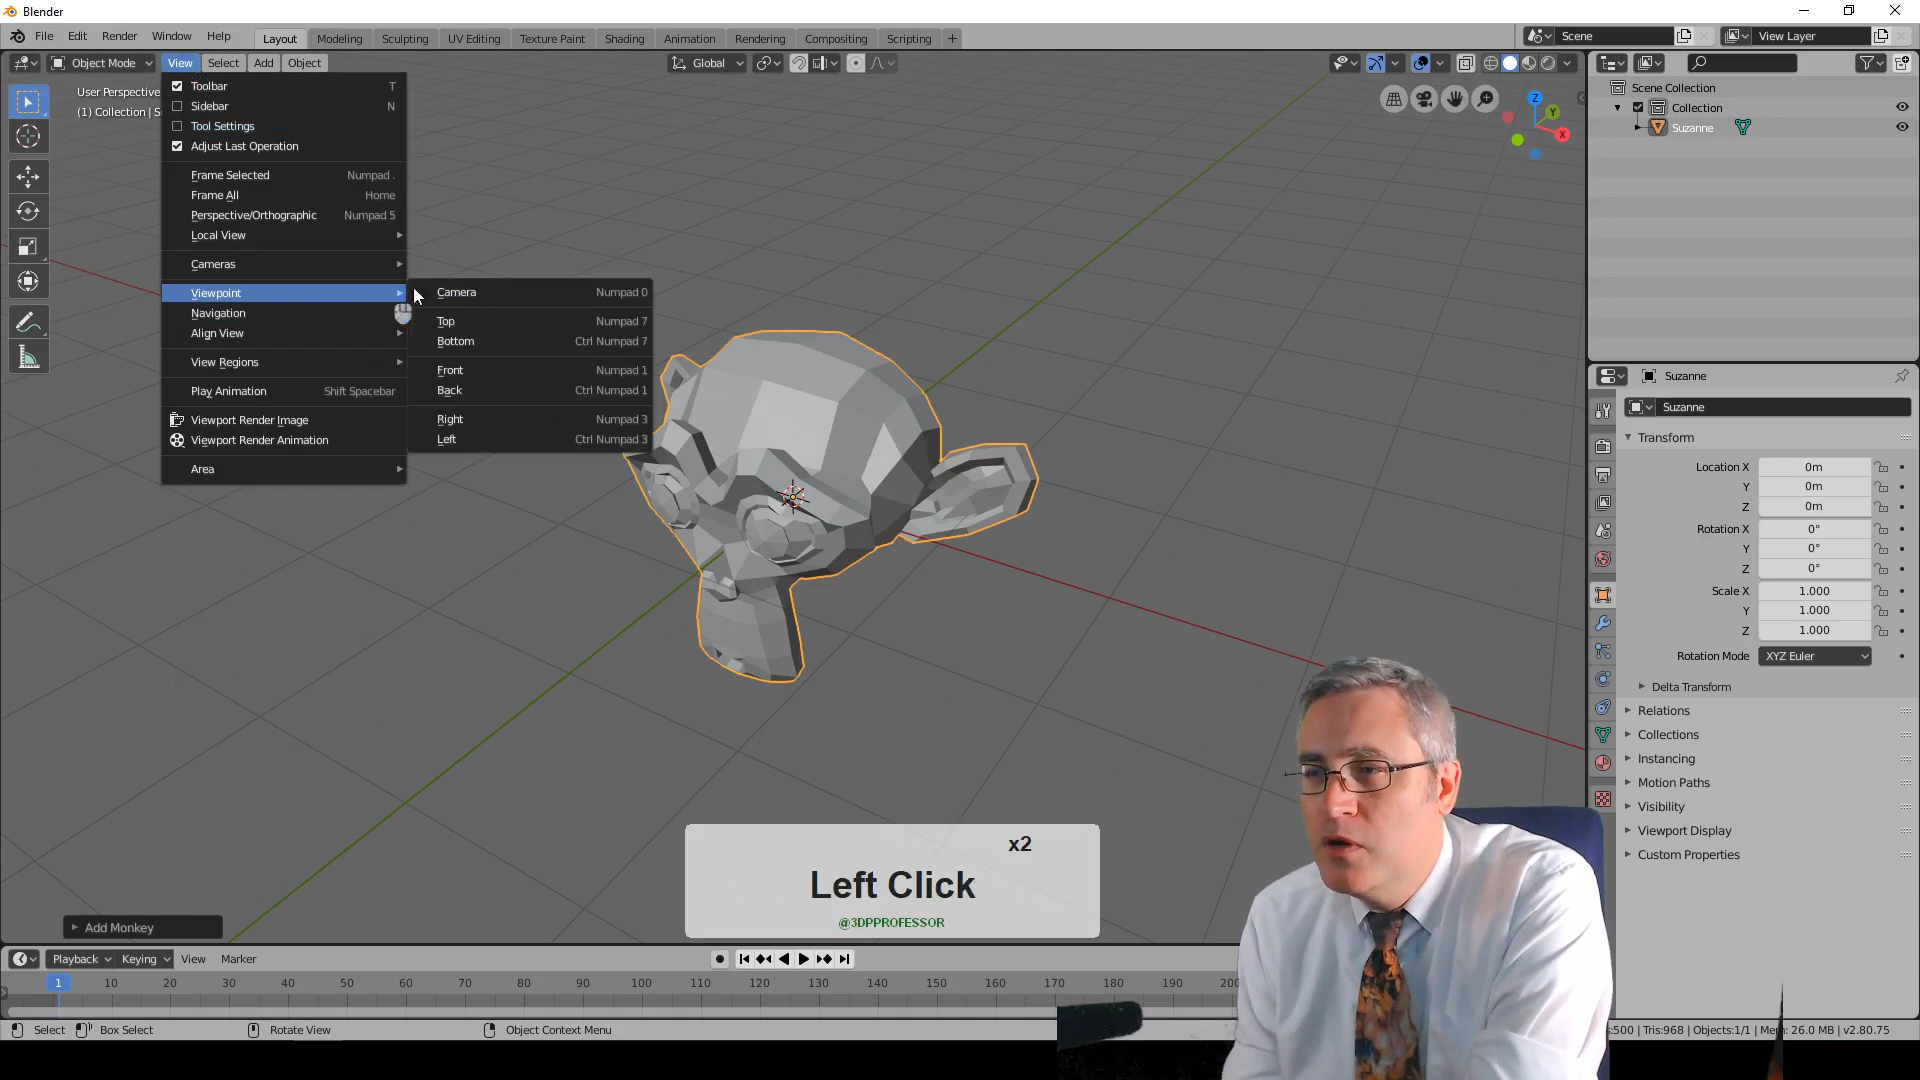 Blender
File Edit Render Window Help
Layout Modeling Sculpting UV Editing Texture Paint Shading Animation Rendering Compositing Scripting +
Scene
View Layer
Object Mode View Select Add Object
Global
User Perspective
(1) Collection | S
Toolbar T
Sidebar N
Tool Settings
Adjust Last Operation
Frame Selected Numpad .
Frame All Home
Perspective/Orthographic Numpad 5
Local View
Cameras
Viewpoint
Navigation
Align View
View Regions
Play Animation Shift Spacebar
Viewport Render Image
Viewport Render Animation
Area
Camera Numpad 0
Top Numpad 7
Bottom Ctrl Numpad 7
Front Numpad 1
Back Ctrl Numpad 1
Right Numpad 3
Left Ctrl Numpad 3
Z
Y
X
Scene Collection
Collection
Suzanne
Suzanne
Suzanne
Transform
Location X 0m
Y 0m
Z 0m
Rotation X 0°
Y 0°
Z 0°
Scale X 1.000
Y 1.000
Z 1.000
Rotation Mode XYZ Euler
Delta Transform
Relations
Collections
Instancing
Motion Paths
Visibility
Viewport Display
Custom Properties
x2
Left Click
@3DPPROFESSOR
Add Monkey
Playback Keying View Marker
1 10 20 30 40 50 60 70 80 90 100 110 120 130 140 150 160 170 180 190
Select Box Select Rotate View Object Context Menu
:500 | Tris:968 | Objects:1/1 | Mem: 26.0 MB | v2.80.75